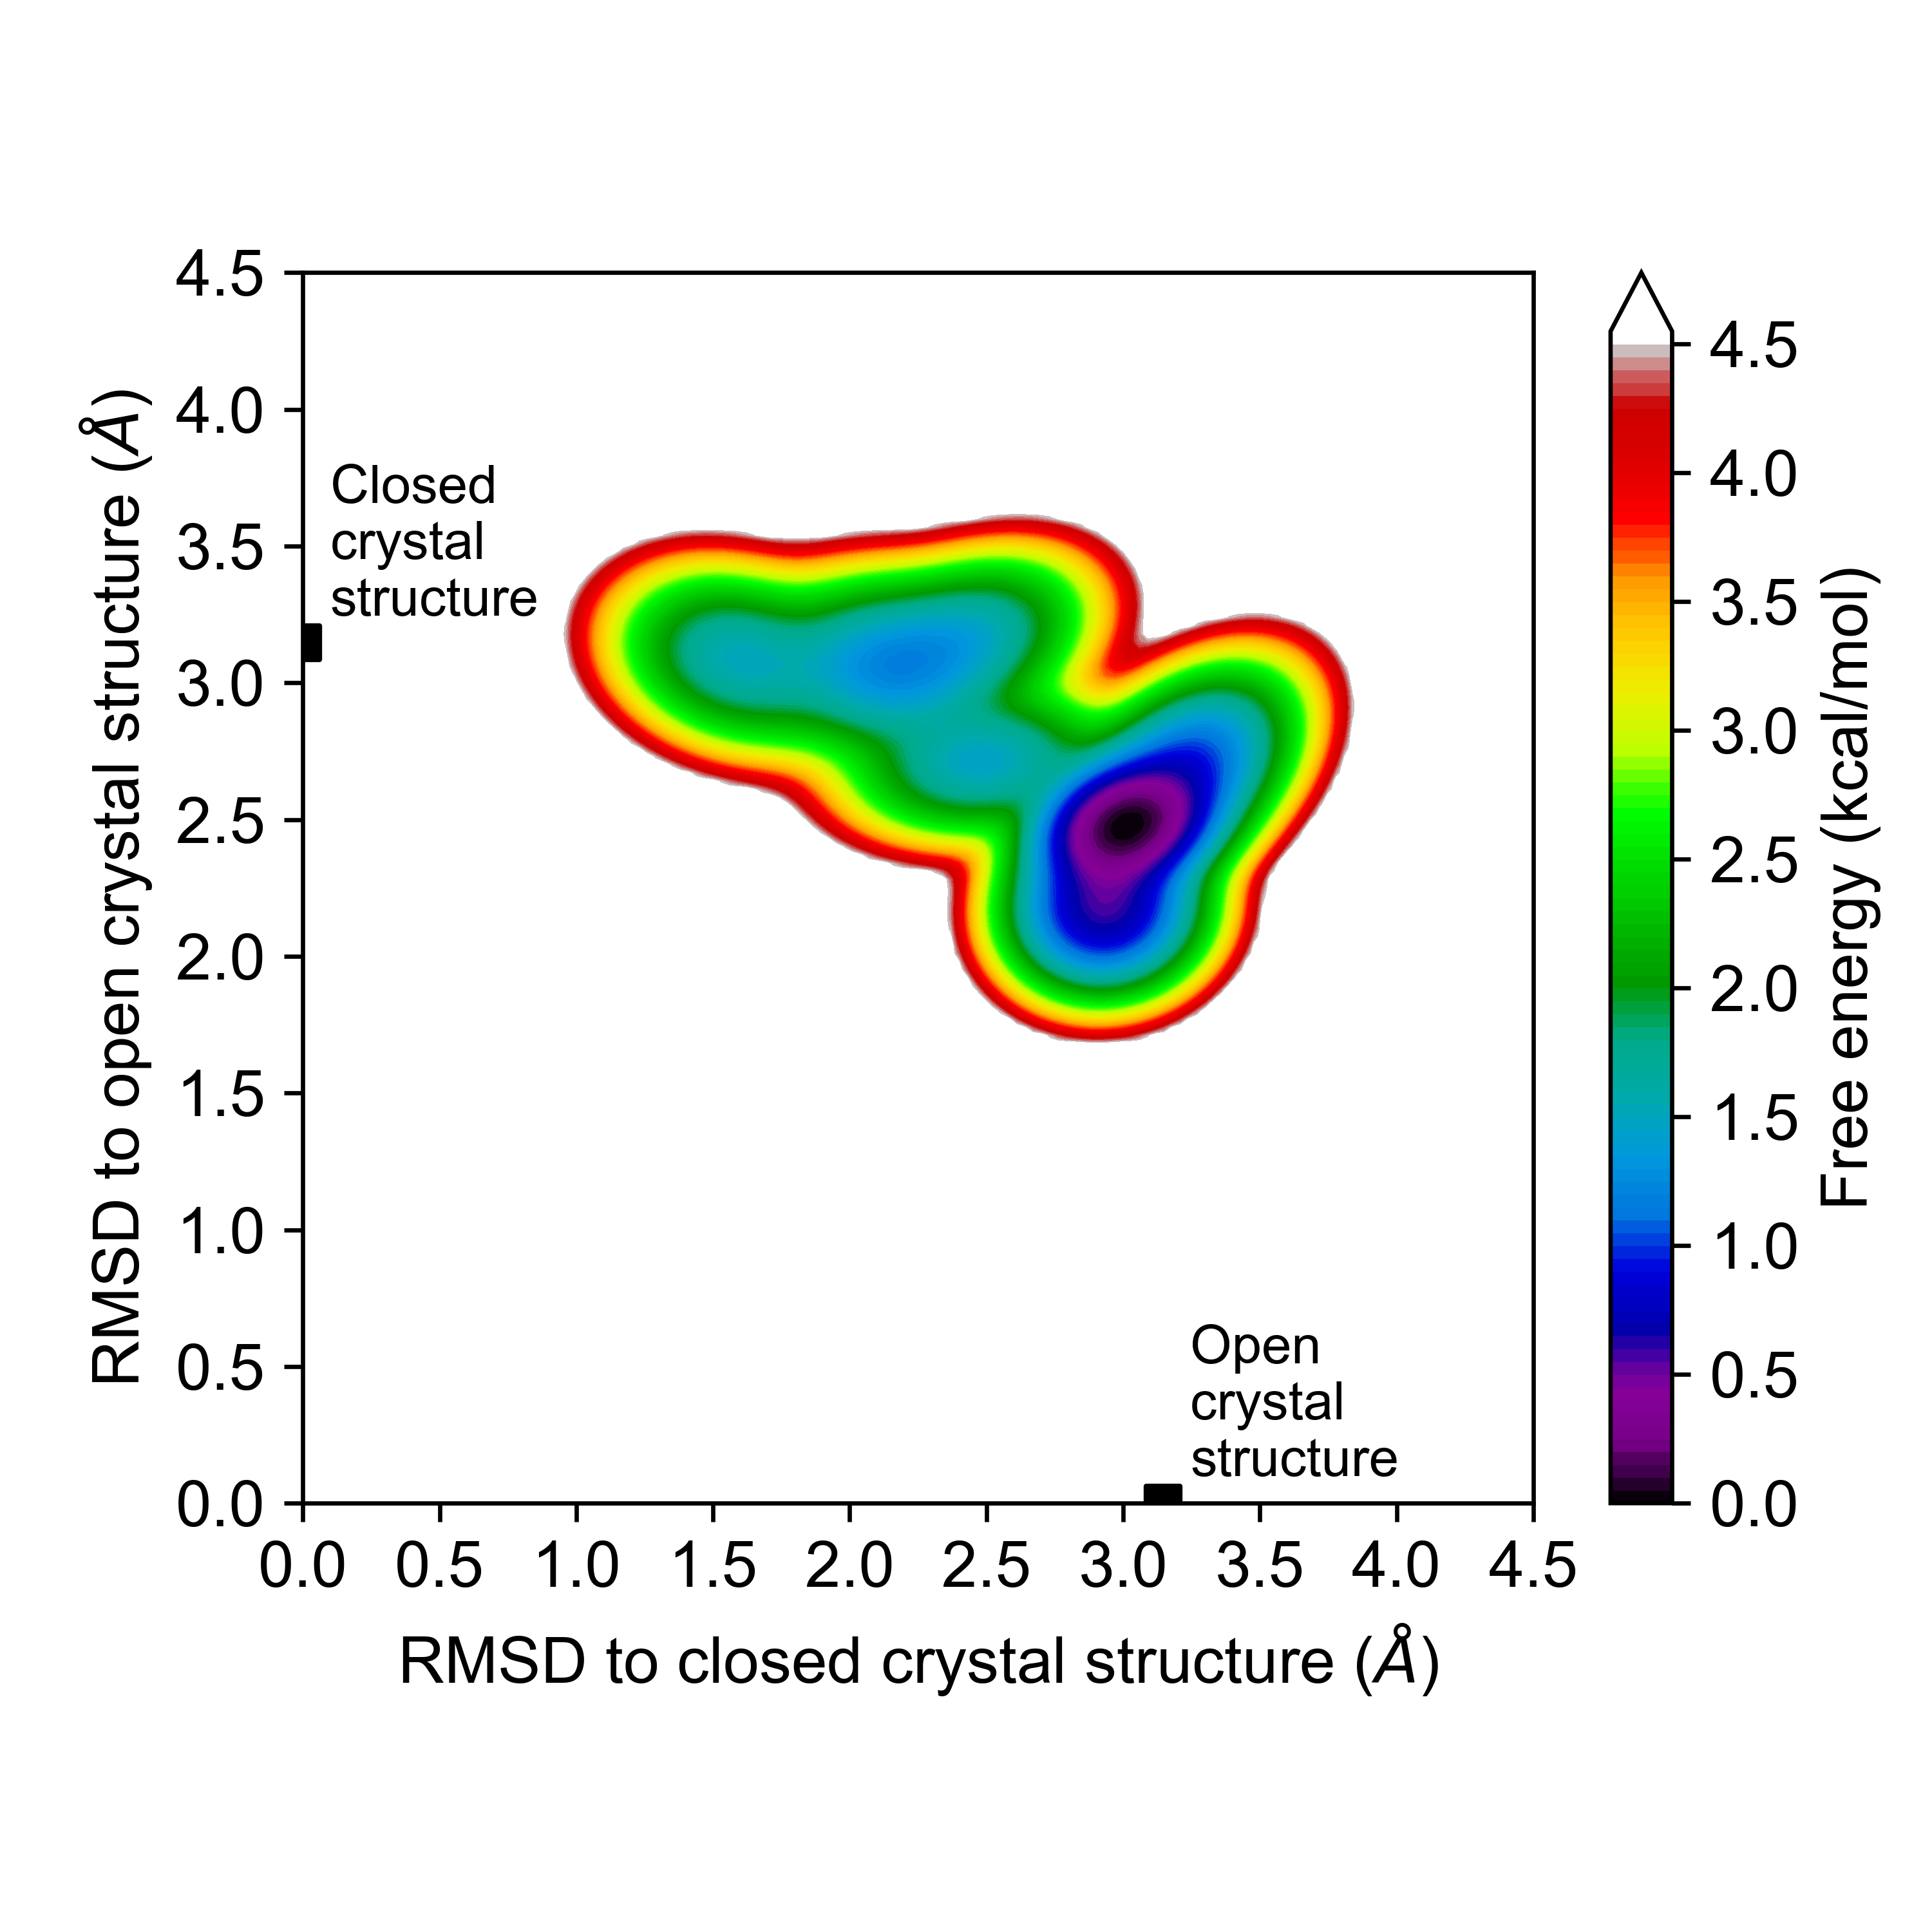 4.5
4.0
3.5
3.0
2.5
2.0
1.5
1.0
0.5
0.0
RMSD to open crystal structure (Å)
Closed
crystal
structure
Open
crystal
structure
0.0 0.5 1.0 1.5 2.0 2.5 3.0 3.5 4.0 4.5
RMSD to closed crystal structure (Å)
4.5
4.0
3.5
3.0
2.5
2.0
1.5
1.0
0.5
0.0
Free energy (kcal/mol)